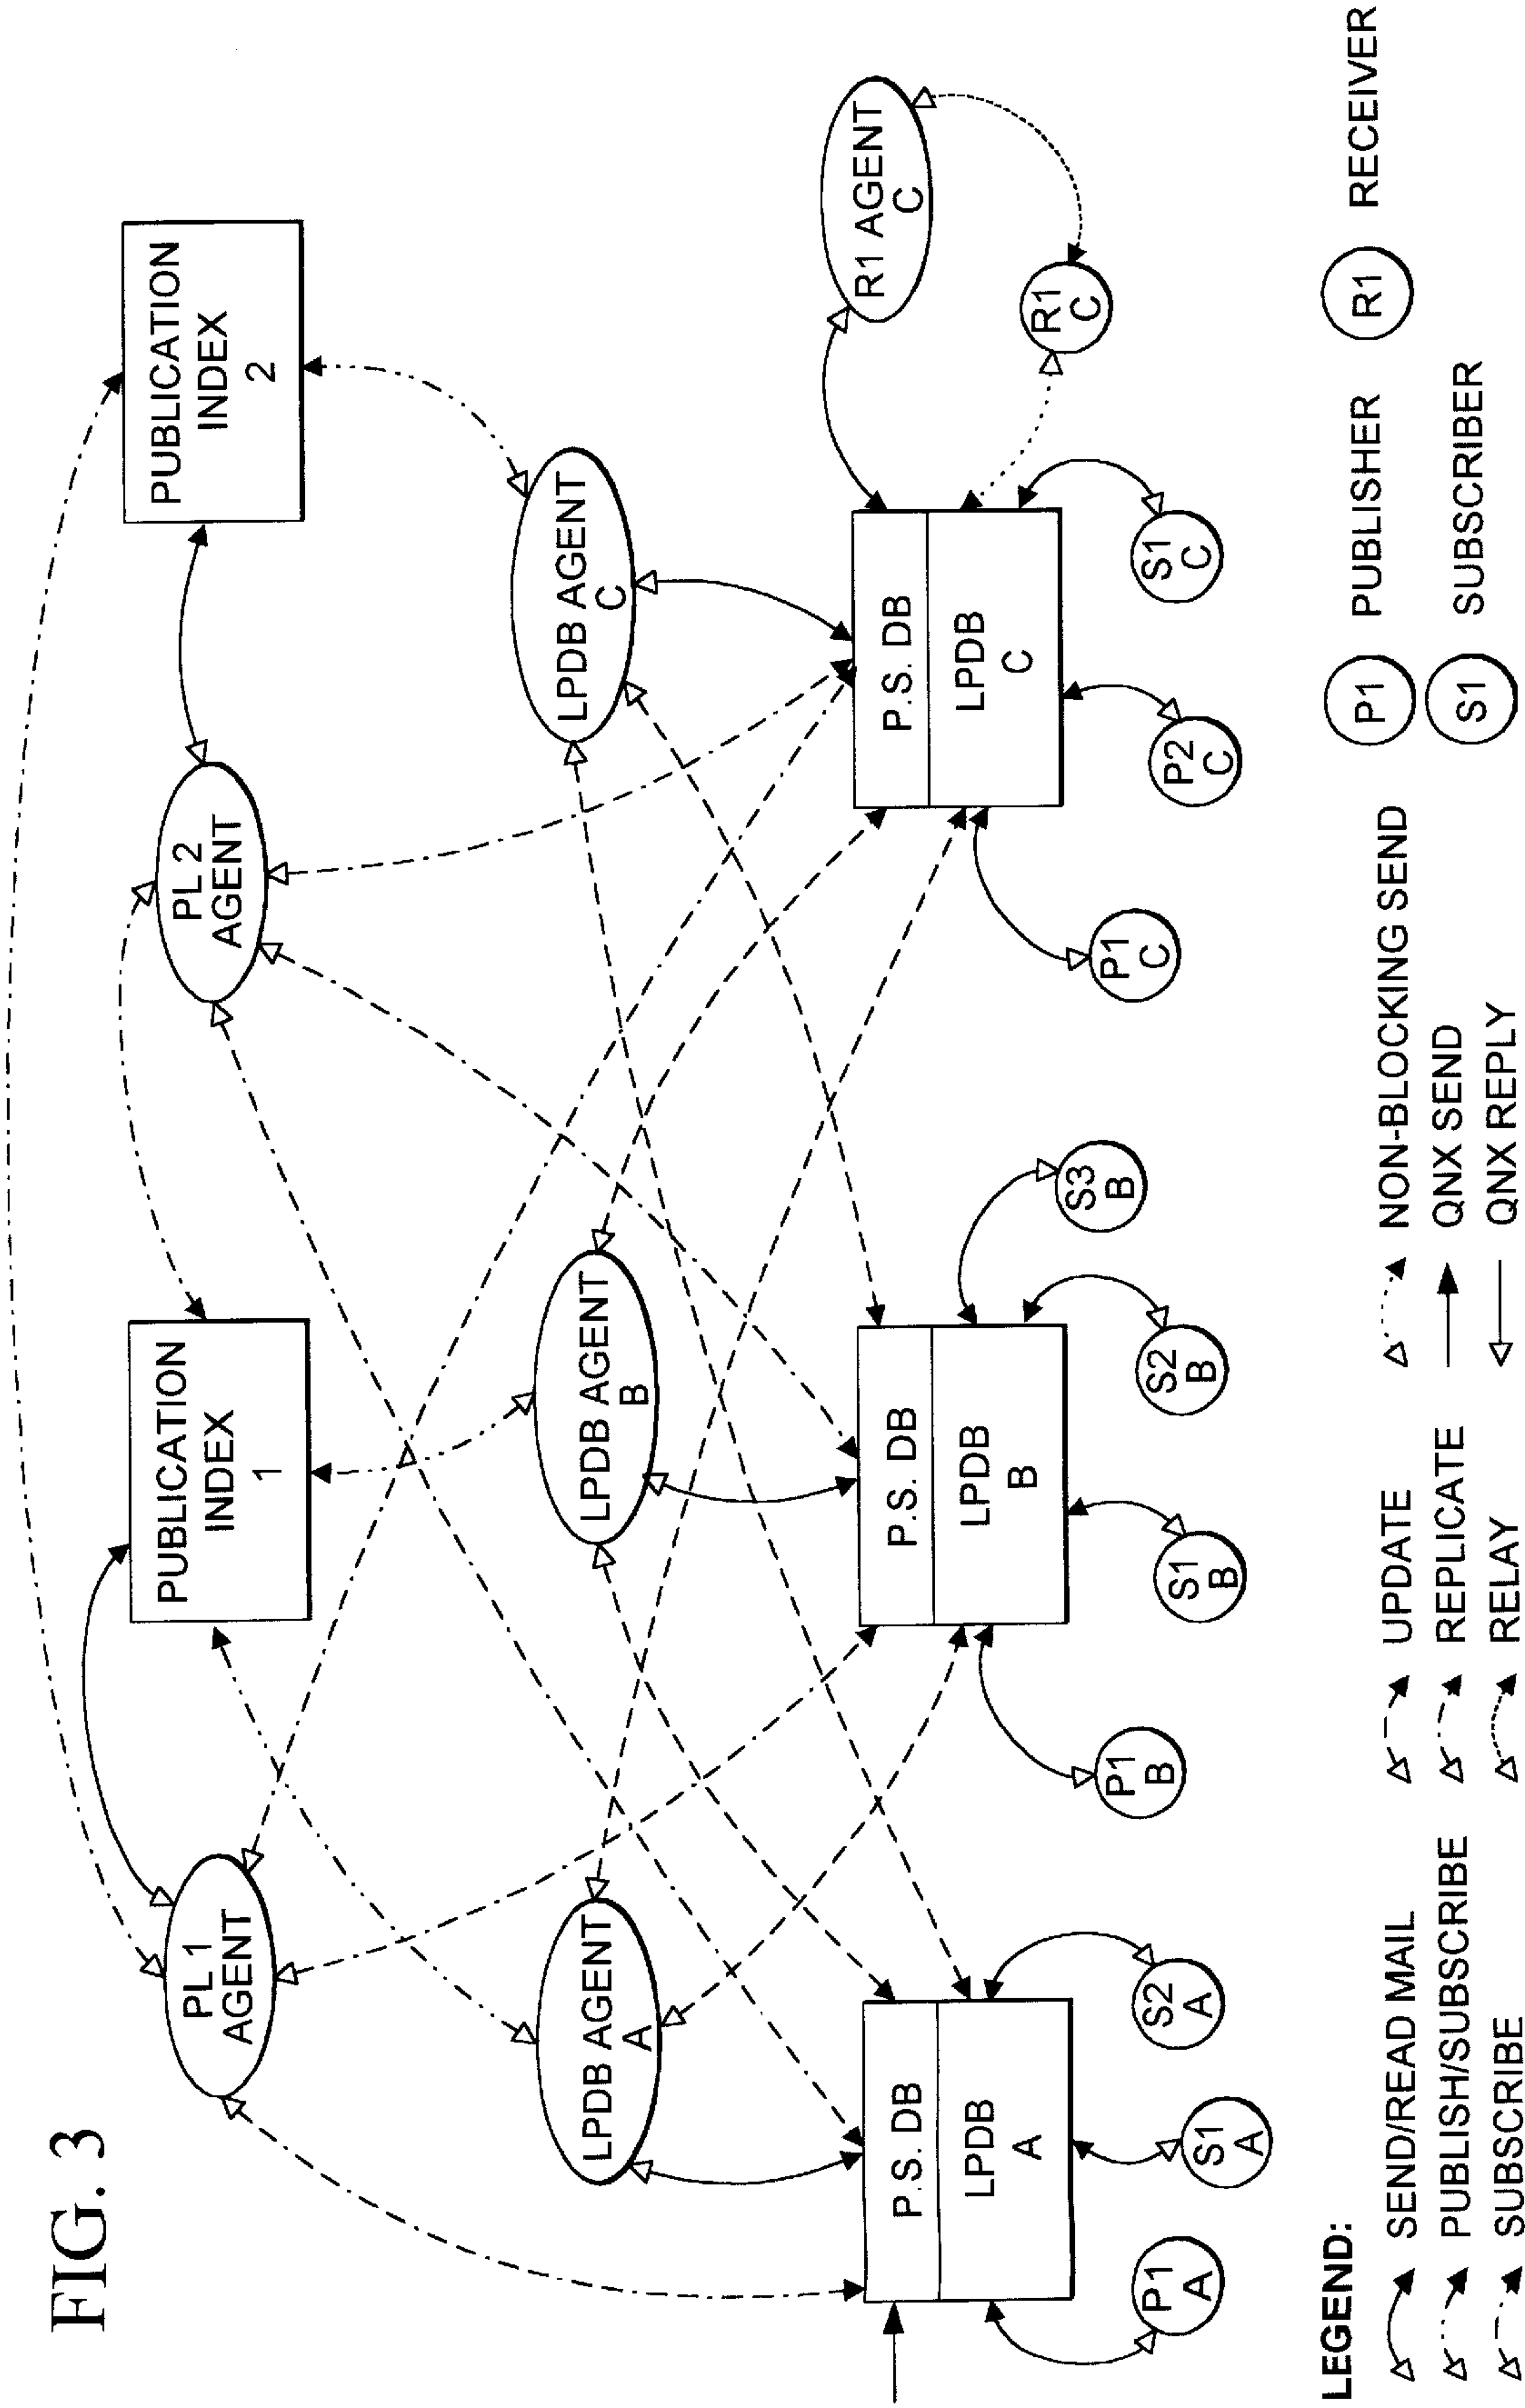 FIG. 3
PL 1
AGENT
PUBLICATION
INDEX
1
PL 2
AGENT
PUBLICATION
INDEX
2
LPDB AGENT
A
LPDB AGENT
B
LPDB AGENT
C
R1 AGENT
C
P.S. DB
LPDB
A
P.S. DB
LPDB
B
P.S. DB
LPDB
C
R1
C
P1
A
S1
A
S2
A
P1
B
S1
B
S2
B
S3
B
P1
C
P2
C
S1
C
LEGEND:
SEND/READ MAIL
PUBLISH/SUBSCRIBE
SUBSCRIBE
UPDATE
REPLICATE
RELAY
NON-BLOCKING SEND
QNX SEND
QNX REPLY
P1 PUBLISHER
S1 SUBSCRIBER
R1 RECEIVER